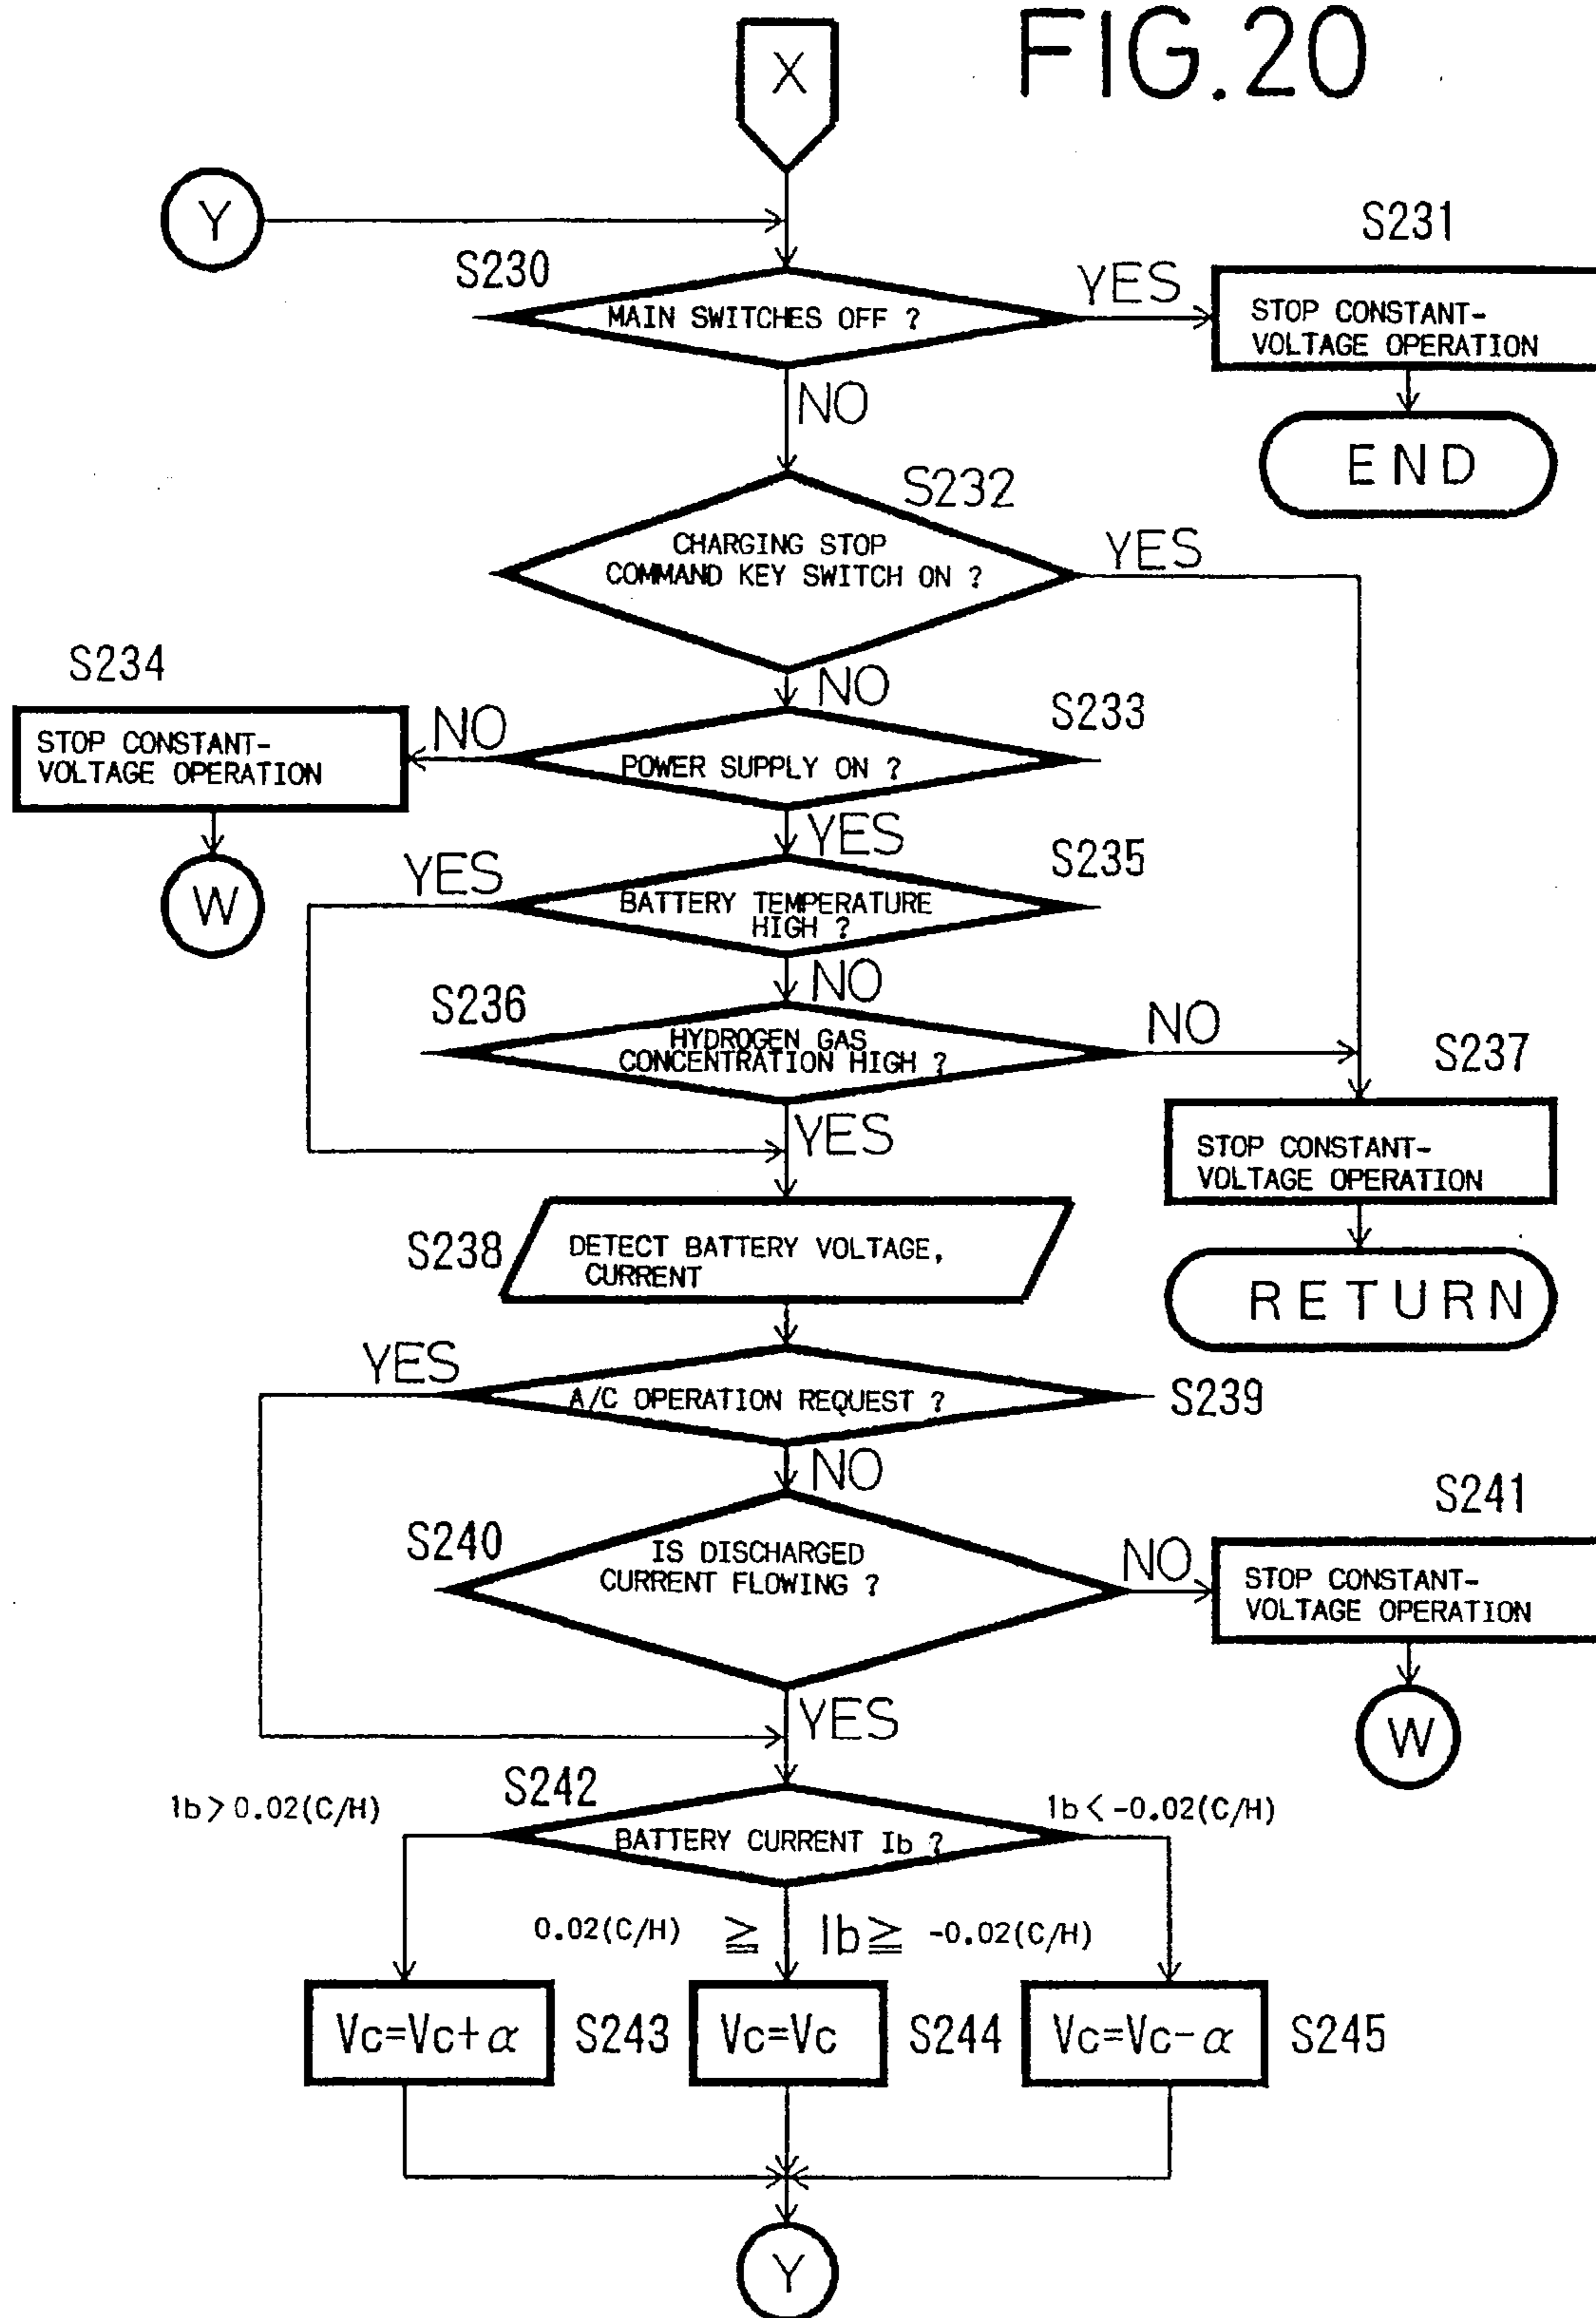 FIG.20
X
Y
S230
MAIN SWITCHES OFF ?
YES
S231
STOP CONSTANT-
VOLTAGE OPERATION
END
NO
S232
CHARGING STOP
COMMAND KEY SWITCH ON ?
YES
NO
S234
STOP CONSTANT-
VOLTAGE OPERATION
W
NO
S233
POWER SUPPLY ON ?
YES
S235
YES
BATTERY TEMPERATURE
HIGH ?
NO
S236
HYDROGEN GAS
CONCENTRATION HIGH ?
NO
YES
S237
STOP CONSTANT-
VOLTAGE OPERATION
RETURN
S238
DETECT BATTERY VOLTAGE,
CURRENT
YES
A/C OPERATION REQUEST ?
S239
NO
S240
IS DISCHARGED
CURRENT FLOWING ?
NO
S241
STOP CONSTANT-
VOLTAGE OPERATION
W
YES
S242
BATTERY CURRENT Ib ?
Ib > 0.02(C/H)
Ib < -0.02(C/H)
0.02(C/H) ≧ Ib ≧ -0.02(C/H)
Vc=Vc+α
S243
Vc=Vc
S244
Vc=Vc-α
S245
Y